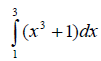 ∫₁³ (x³ + 1)dx